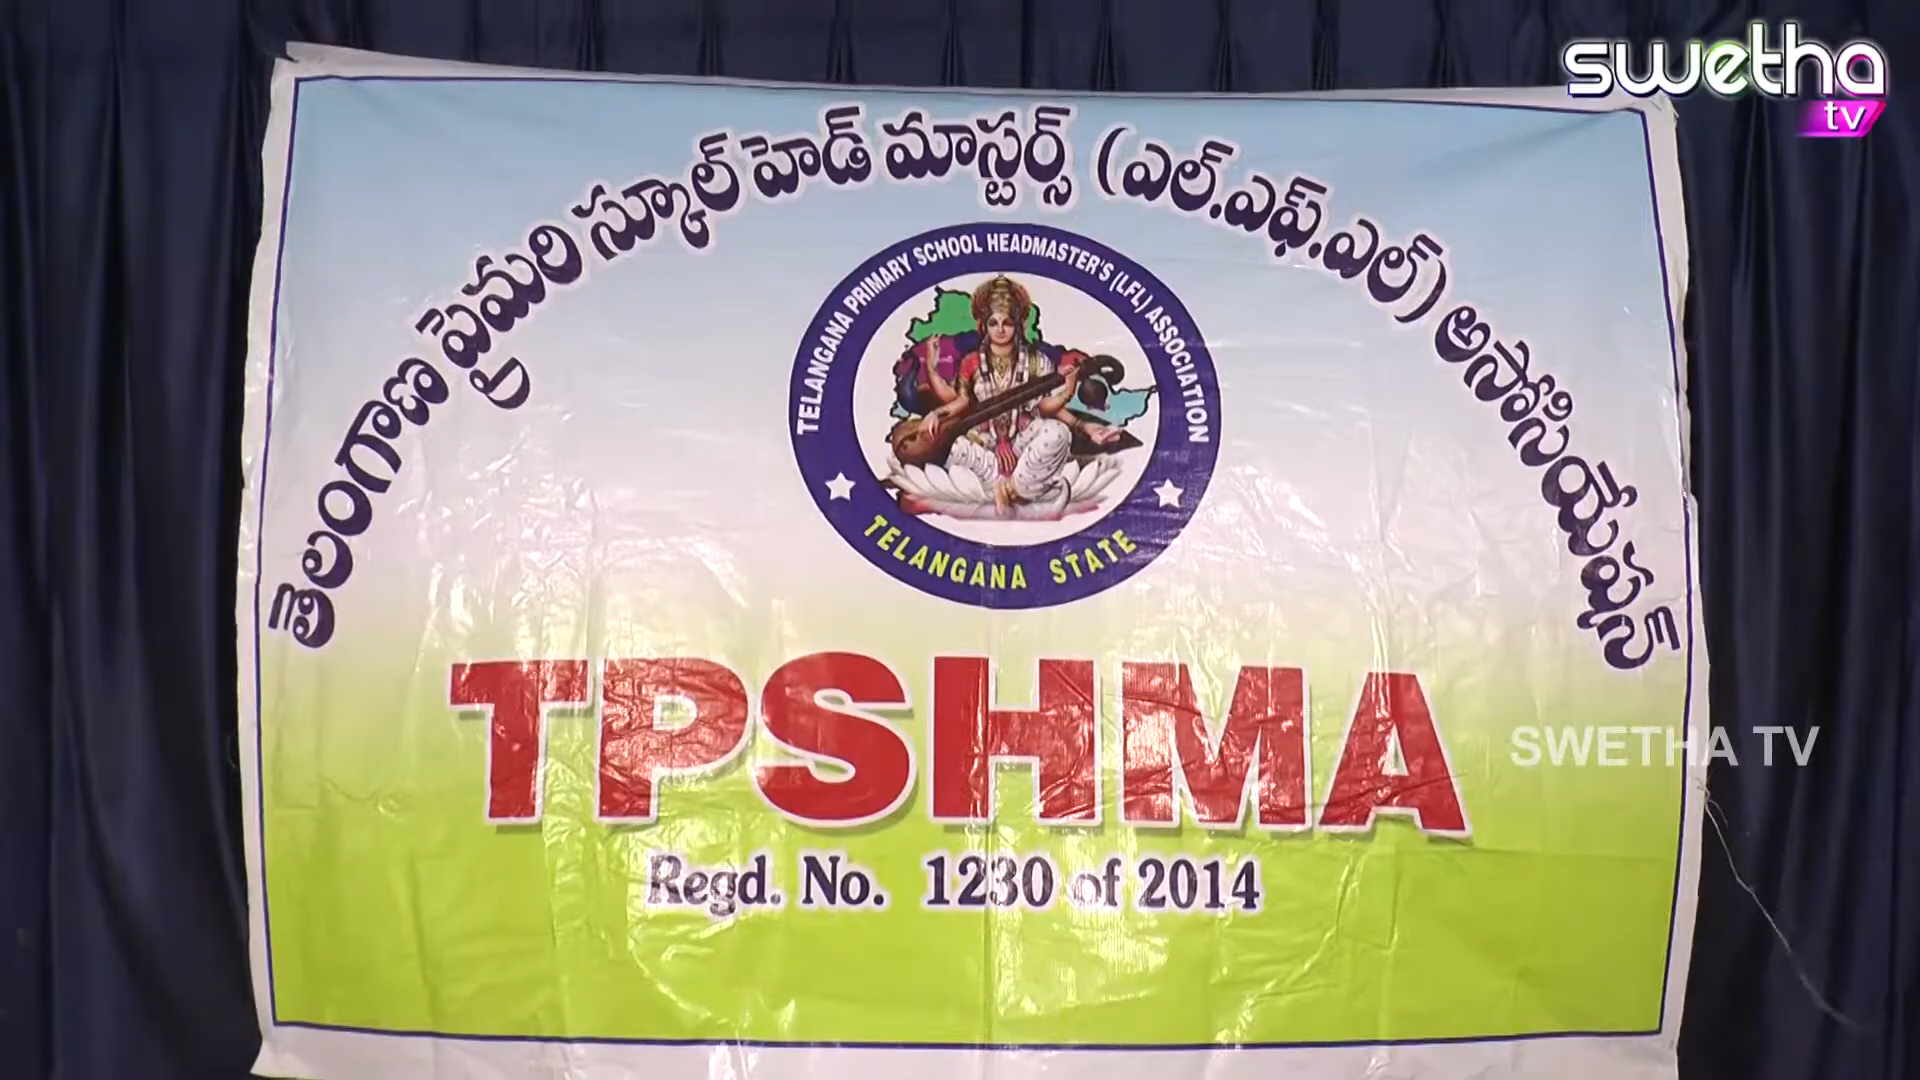 swetha
tv
తెలంగాణ ప్రైమరి స్కూల్ హెడ్ మాస్టర్స్ (ఎల్.ఎఫ్.ఎల్) అసోసియేషన్
TELANGANA PRIMARY SCHOOL HEADMASTER'S (LFL) ASSOCIATION
TELANGANA STATE
TPSHMA
SWETHA TV
Regd. No. 1230 of 2014